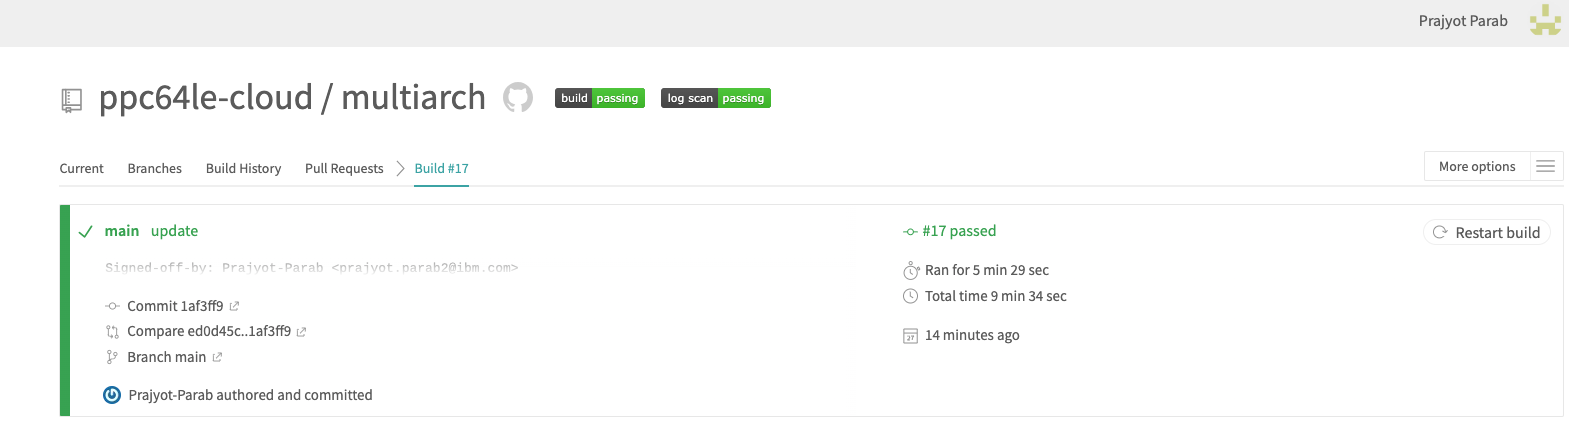 Prajyot Parab
ppc64le-cloud / multiarch build passing log scan passing
Current Branches Build History Pull Requests Build #17 More options
main update #17 passed Restart build
Signed-off-by: Prajyot-Parab <prajyot.parab2@ibm.com>
Ran for 5 min 29 sec
Total time 9 min 34 sec
Commit 1af3ff9
Compare ed0d45c..1af3ff9
Branch main
27 14 minutes ago
Prajyot-Parab authored and committed